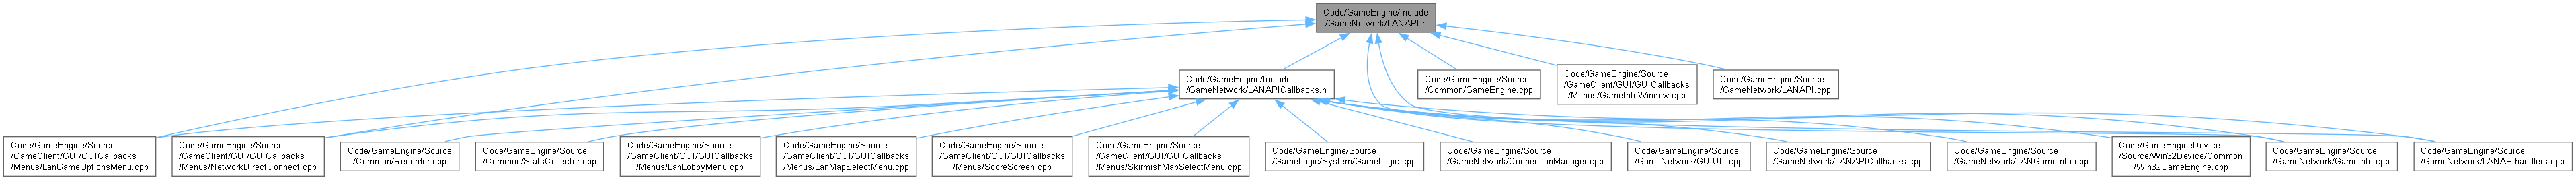 Code/GameEngine/Include
/GameNetwork/LANAPI.h
Code/GameEngine/Include
/GameNetwork/LANAPICallbacks.h
Code/GameEngine/Source
/Common/GameEngine.cpp
Code/GameEngine/Source
/GameClient/GUI/GUICallbacks
/Menus/GameInfoWindow.cpp
Code/GameEngine/Source
/GameNetwork/LANAPI.cpp
Code/GameEngine/Source
/GameClient/GUI/GUICallbacks
/Menus/LanGameOptionsMenu.cpp
Code/GameEngine/Source
/GameClient/GUI/GUICallbacks
/Menus/NetworkDirectConnect.cpp
Code/GameEngine/Source
/Common/Recorder.cpp
Code/GameEngine/Source
/Common/StatsCollector.cpp
Code/GameEngine/Source
/GameClient/GUI/GUICallbacks
/Menus/LanLobbyMenu.cpp
Code/GameEngine/Source
/GameClient/GUI/GUICallbacks
/Menus/LanMapSelectMenu.cpp
Code/GameEngine/Source
/GameClient/GUI/GUICallbacks
/Menus/ScoreScreen.cpp
Code/GameEngine/Source
/GameClient/GUI/GUICallbacks
/Menus/SkirmishMapSelectMenu.cpp
Code/GameEngine/Source
/GameLogic/System/GameLogic.cpp
Code/GameEngine/Source
/GameNetwork/ConnectionManager.cpp
Code/GameEngine/Source
/GameNetwork/GUIUtil.cpp
Code/GameEngine/Source
/GameNetwork/LANAPICallbacks.cpp
Code/GameEngine/Source
/GameNetwork/LANGameInfo.cpp
Code/GameEngineDevice
/Source/Win32Device/Common
/Win32GameEngine.cpp
Code/GameEngine/Source
/GameNetwork/GameInfo.cpp
Code/GameEngine/Source
/GameNetwork/LANAPIhandlers.cpp